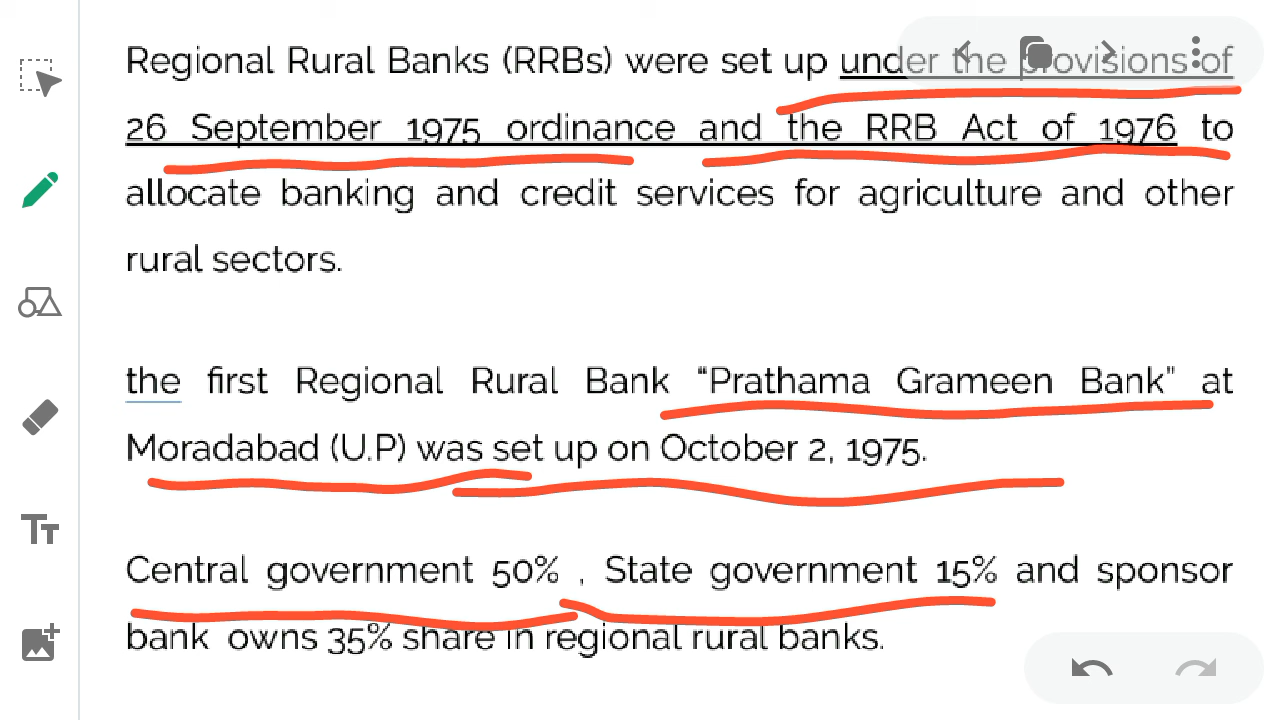 Regional Rural Banks (RRBs) were set up under the provisions of
26 September 1975 ordinance and the RRB Act of 1976 to
allocate banking and credit services for agriculture and other
rural sectors.
the first Regional Rural Bank “Prathama Grameen Bank” at
Moradabad (U.P) was set up on October 2, 1975.
Central government 50% , State government 15% and sponsor
bank owns 35% share in regional rural banks.